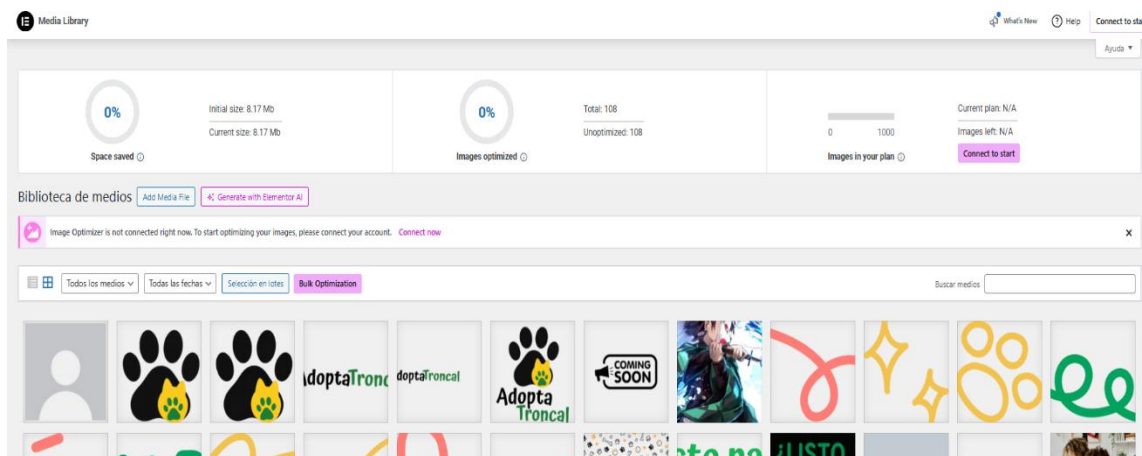 Media Library
What's New
Help
Connect to sta
Ayuda
0%
Initial size: 8.17 Mb
Current size: 8.17 Mb
Space saved
0%
Total: 108
Unoptimized: 108
Images optimized
0 1000
Images in your plan
Current plan: N/A
Images left: N/A
Connect to start
Biblioteca de medios
Add Media File
Generate with Elementor AI
Image Optimizer is not connected right now. To start optimizing your images, please connect your account. Connect now
Todos los medios
Todas las fechas
Selección en lotes
Bulk Optimization
Buscar medios
doptaTronc
doptaTroncal
Adopta
Troncal
COMING
SOON
¿LISTO